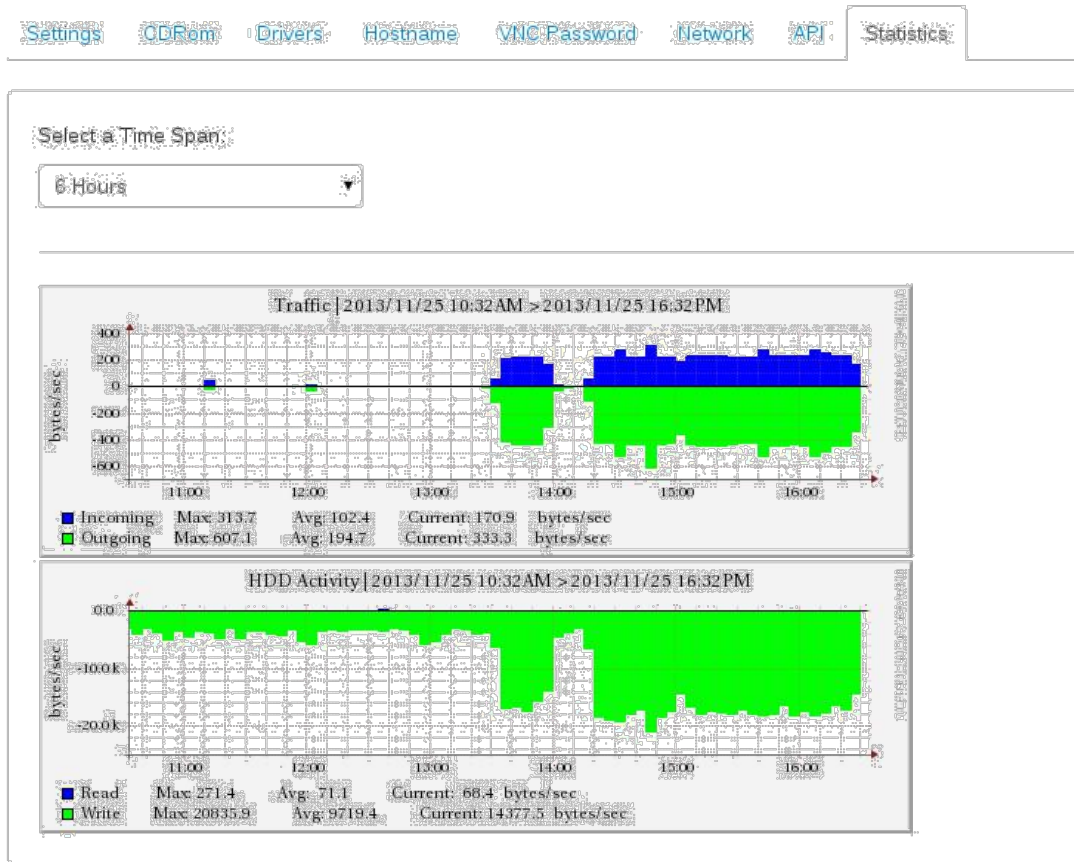 Settings CDRom Drivers Hostname VNC Password Network API Statistics
Select a Time Span:
6 Hours
Traffic | 2013/11/25 10:32AM > 2013/11/25 16:32PM
400
200
0
-200
-400
-600
bytes/sec
11:00 12:00 13:00 14:00 15:00 16:00
Incoming Max: 313.7 Avg: 102.4 Current: 170.9 bytes/sec
Outgoing Max: 607.1 Avg: 194.7 Current: 333.3 bytes/sec
HDD Activity | 2013/11/25 10:32AM > 2013/11/25 16:32PM
0.0
-10.0 k
-20.0 k
bytes/sec
11:00 12:00 13:00 14:00 15:00 16:00
Read Max: 271.4 Avg: 71.1 Current: 68.4 bytes/sec
Write Max: 20835.9 Avg: 9719.4 Current: 14377.5 bytes/sec